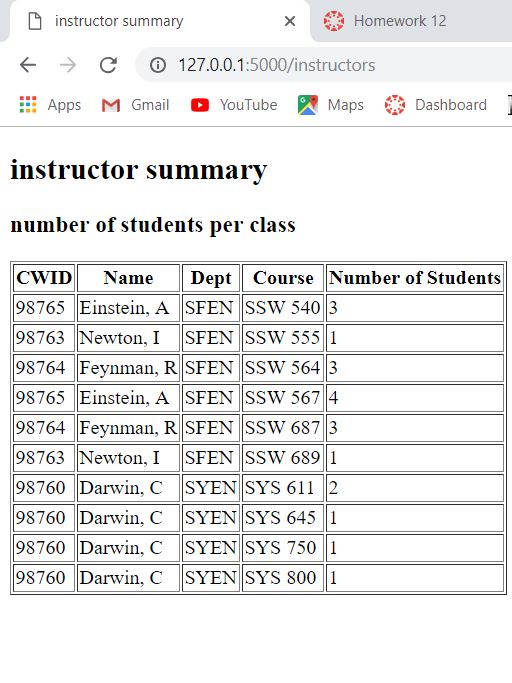 instructor summary
Homework 12
127.0.0.1:5000/instructors
Apps Gmail YouTube Maps Dashboard
instructor summary
number of students per class
CWID Name Dept Course Number of Students
98765 Einstein, A SFEN SSW 540 3
98763 Newton, I SFEN SSW 555 1
98764 Feynman, R SFEN SSW 564 3
98765 Einstein, A SFEN SSW 567 4
98764 Feynman, R SFEN SSW 687 3
98763 Newton, I SFEN SSW 689 1
98760 Darwin, C SYEN SYS 611 2
98760 Darwin, C SYEN SYS 645 1
98760 Darwin, C SYEN SYS 750 1
98760 Darwin, C SYEN SYS 800 1